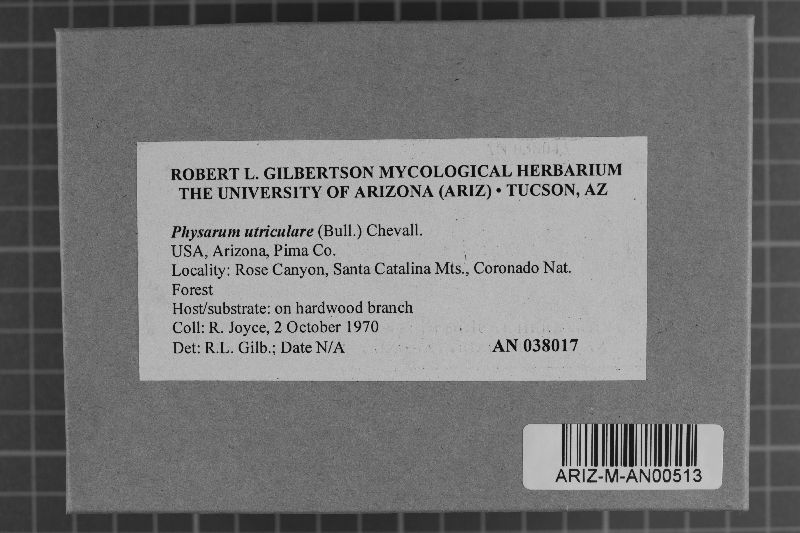 ROBERT L. GILBERTSON MYCOLOGICAL HERBARIUM
THE UNIVERSITY OF ARIZONA (ARIZ) • TUCSON, AZ
Physarum utriculare (Bull.) Chevall.
USA, Arizona, Pima Co.
Locality: Rose Canyon, Santa Catalina Mts., Coronado Nat.
Forest
Host/substrate: on hardwood branch
Coll: R. Joyce, 2 October 1970
Det: R.L. Gilb.; Date N/A AN 038017
ARIZ-M-AN00513